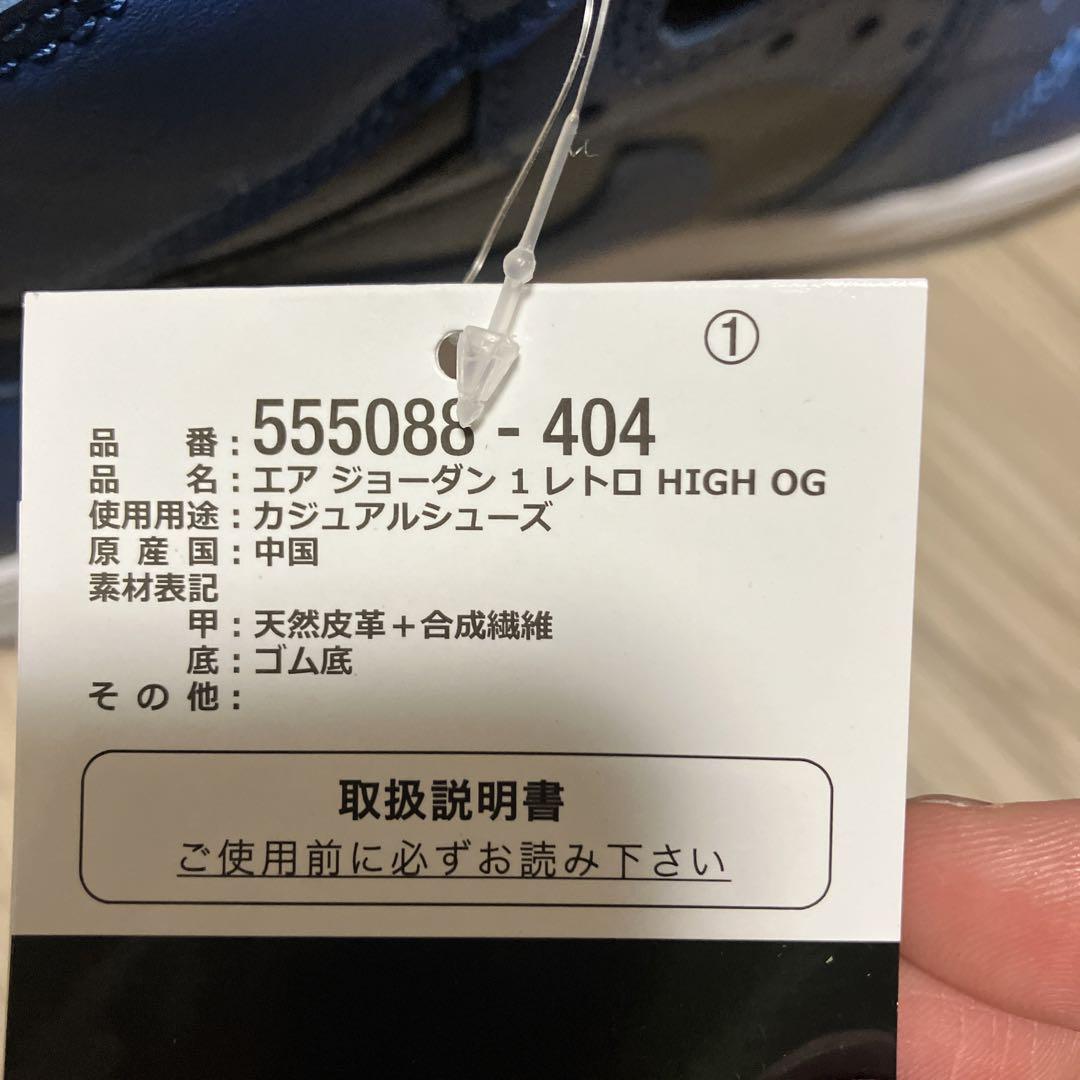 ①
品番：555088 - 404
品名：エア ジョーダン 1 レトロ HIGH OG
使用用途：カジュアルシューズ
原産国：中国
素材表記
甲：天然皮革＋合成繊維
底：ゴム底
その他：
取扱説明書
ご使用前に必ずお読み下さい